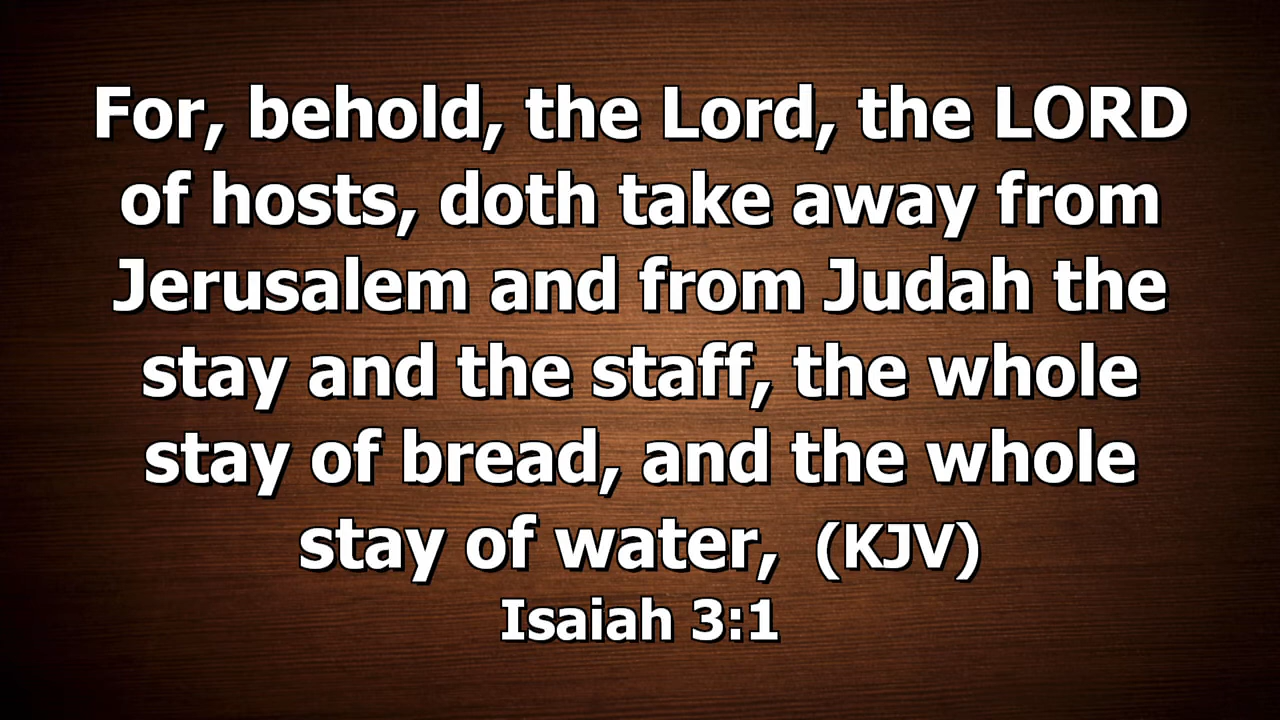 For, behold, the Lord, the LORD
of hosts, doth take away from
Jerusalem and from Judah the
stay and the staff, the whole
stay of bread, and the whole
stay of water,  (KJV)
Isaiah 3:1